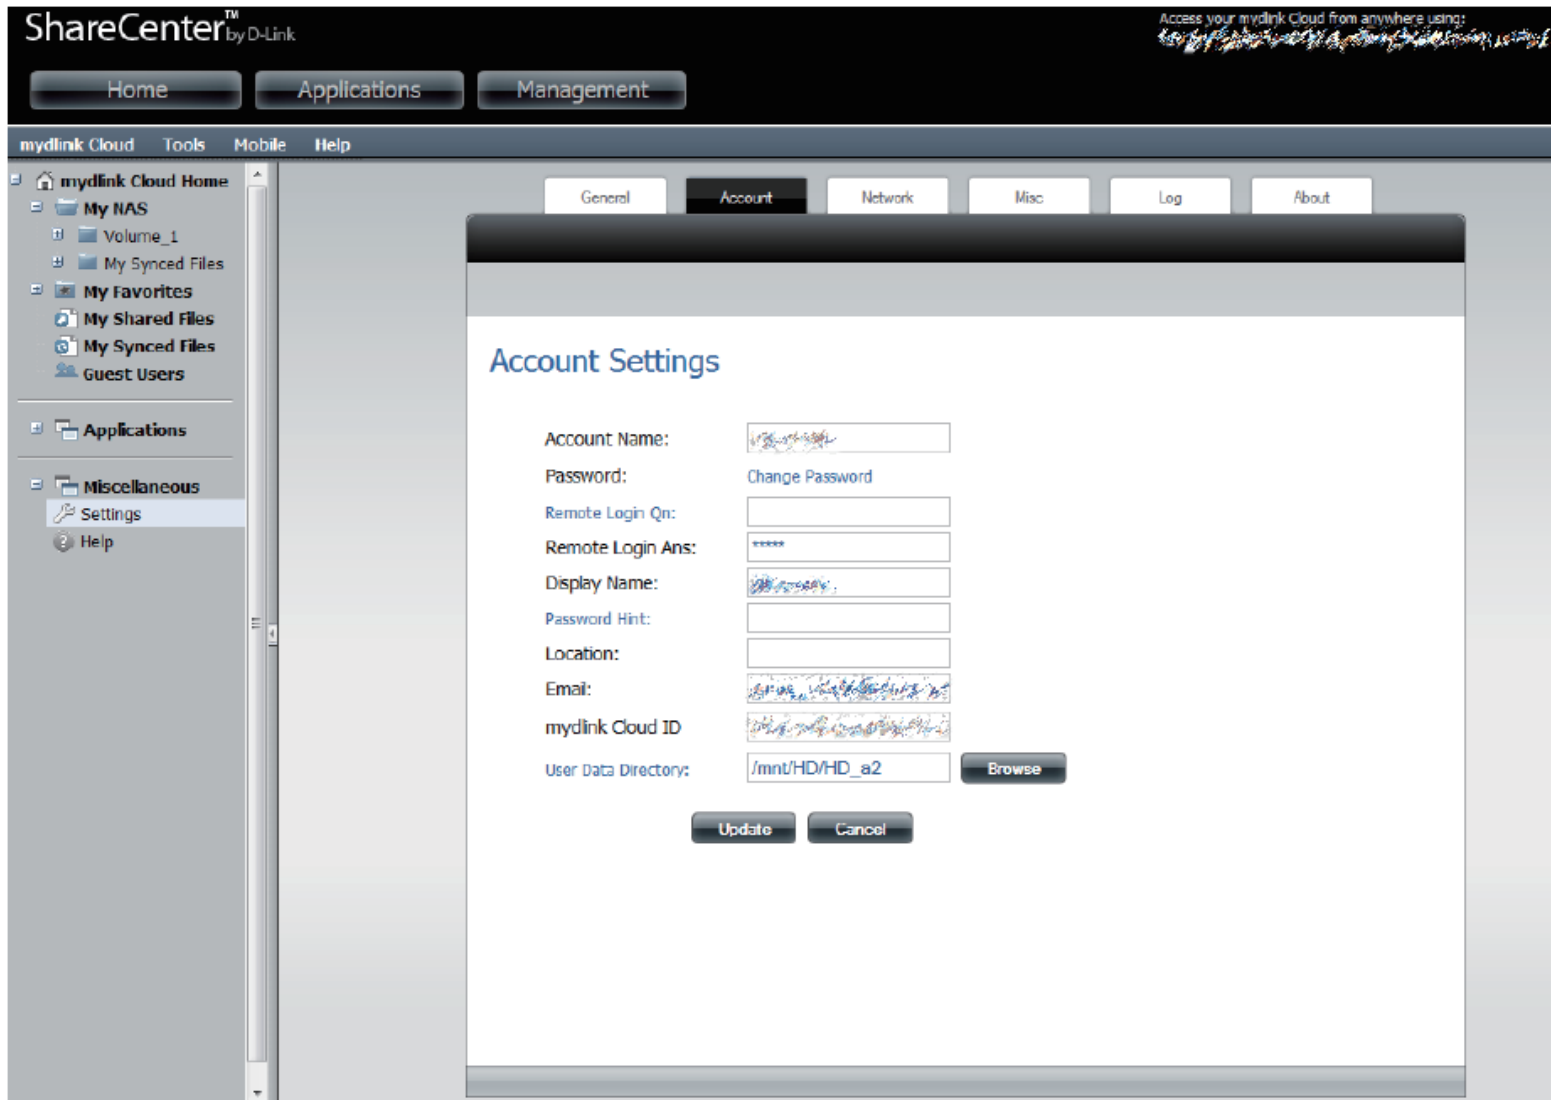 ShareCenter™ by D-Link
Access your mydlink Cloud from anywhere using:
Home Applications Management
mydlink Cloud Tools Mobile Help
mydlink Cloud Home
My NAS
Volume_1
My Synced Files
My Favorites
My Shared Files
My Synced Files
Guest Users
Applications
Miscellaneous
Settings
Help
General Account Network Misc Log About
Account Settings
Account Name:
Password: Change Password
Remote Login Qn:
Remote Login Ans: *****
Display Name:
Password Hint:
Location:
Email:
mydlink Cloud ID
User Data Directory: /mnt/HD/HD_a2 Browse
Update Cancel